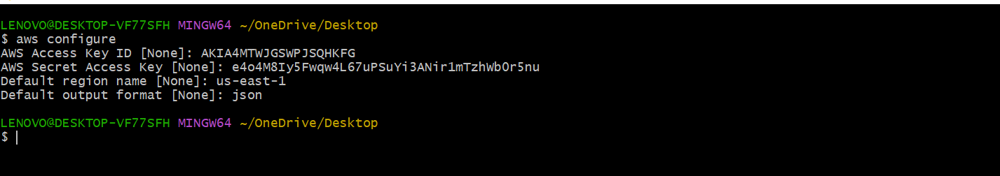 LENOVO@DESKTOP-VF77SFH MINGW64 ~/OneDrive/Desktop
$ aws configure
AWS Access Key ID [None]: AKIA4MTWJGSWPJSQHKFG
AWS Secret Access Key [None]: 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
Default region name [None]: us-east-1
Default output format [None]: json
LENOVO@DESKTOP-VF77SFH MINGW64 ~/OneDrive/Desktop
$